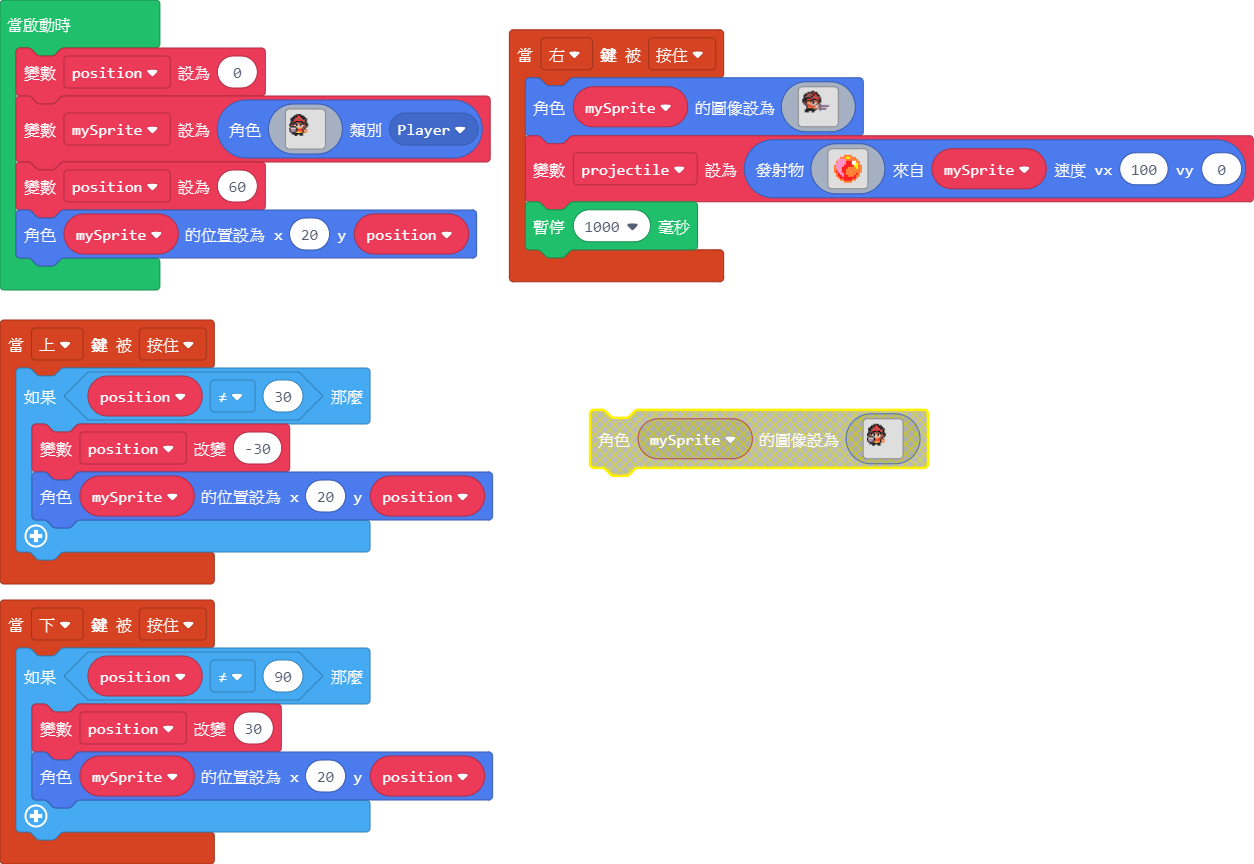 當啟動時
變數 position 設為 0
變數 mySprite 設為 角色 類別 Player
變數 position 設為 60
角色 mySprite 的位置設為 x 20 y position
當 右 鍵 被 按住
角色 mySprite 的圖像設為
變數 projectile 設為 發射物 來自 mySprite 速度 vx 100 vy 0
暫停 1000 毫秒
當 上 鍵 被 按住
如果 position ≠ 30 那麼
變數 position 改變 -30
角色 mySprite 的位置設為 x 20 y position
角色 mySprite 的圖像設為
當 下 鍵 被 按住
如果 position ≠ 90 那麼
變數 position 改變 30
角色 mySprite 的位置設為 x 20 y position